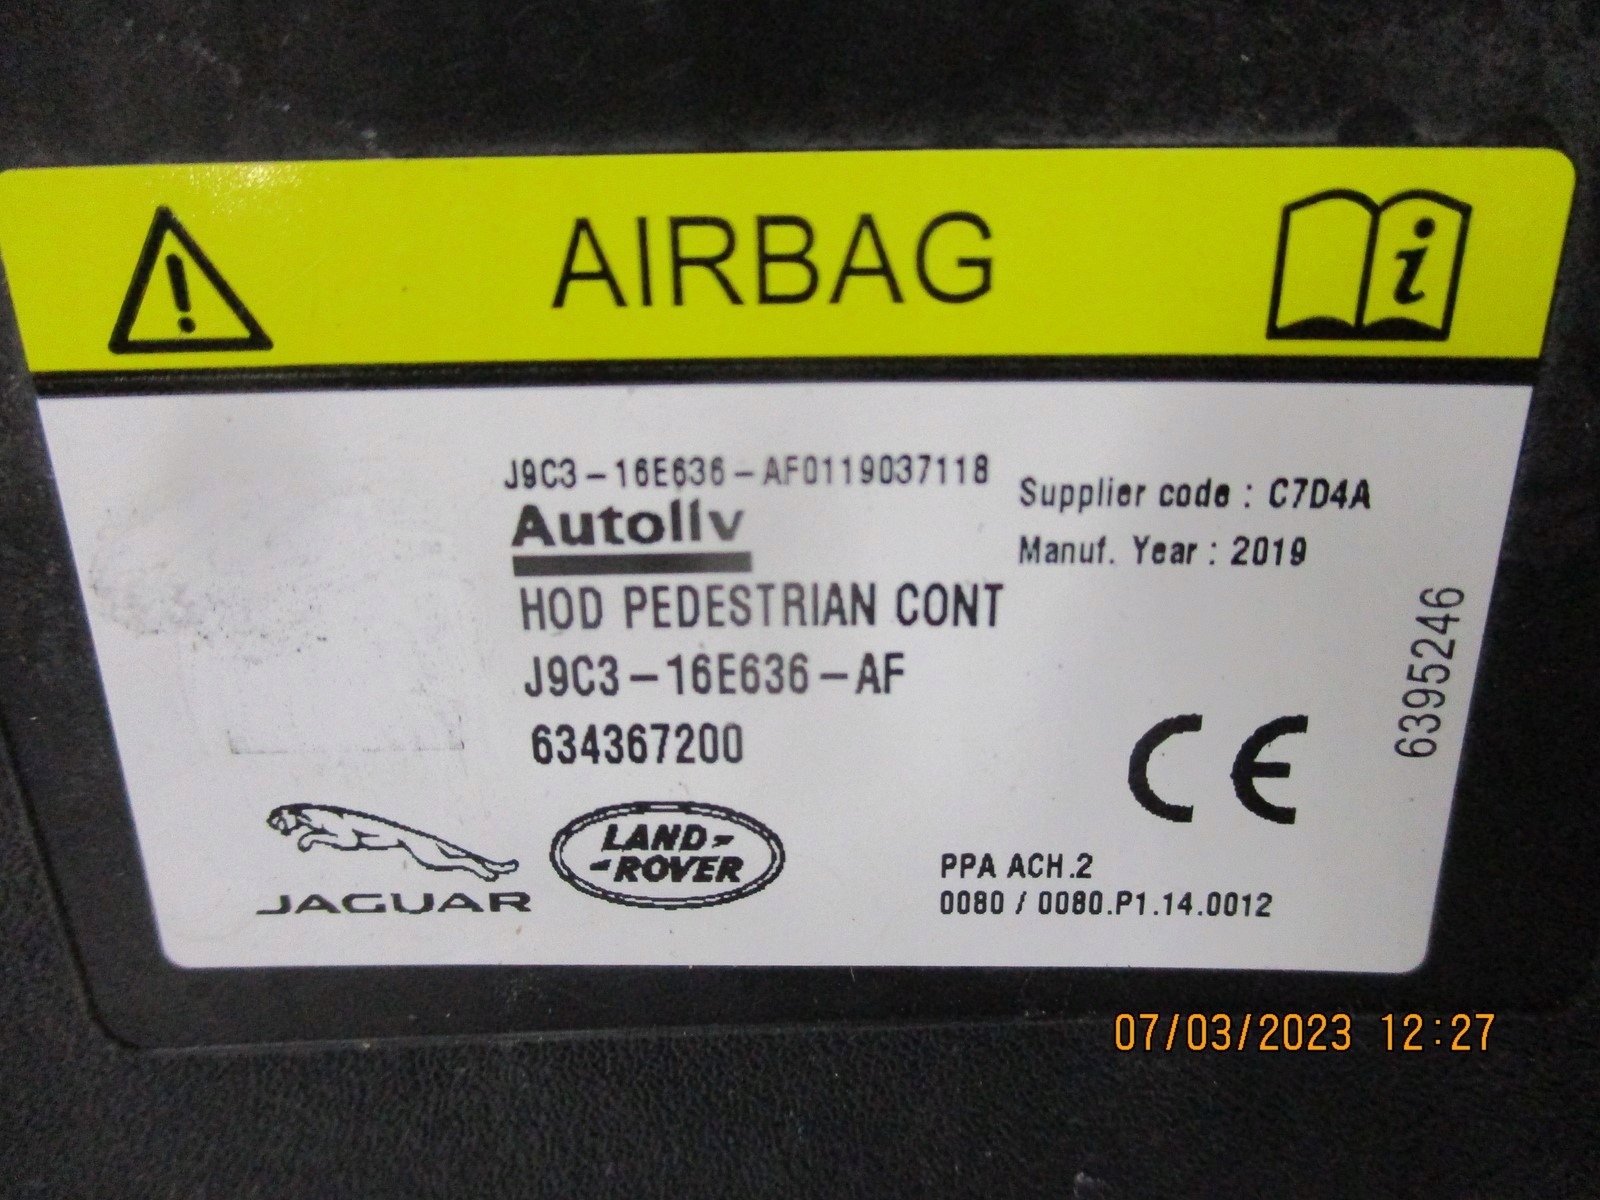 AIRBAG
J9C3-16E636-AF0119037118
Autoliv
HOD PEDESTRIAN CONT
J9C3-16E636-AF
634367200
Supplier code : C7D4A
Manuf. Year : 2019
6395246
CE
JAGUAR
LAND-
-ROVER
PPA ACH.2
0080 / 0080.P1.14.0012
07/03/2023 12:27